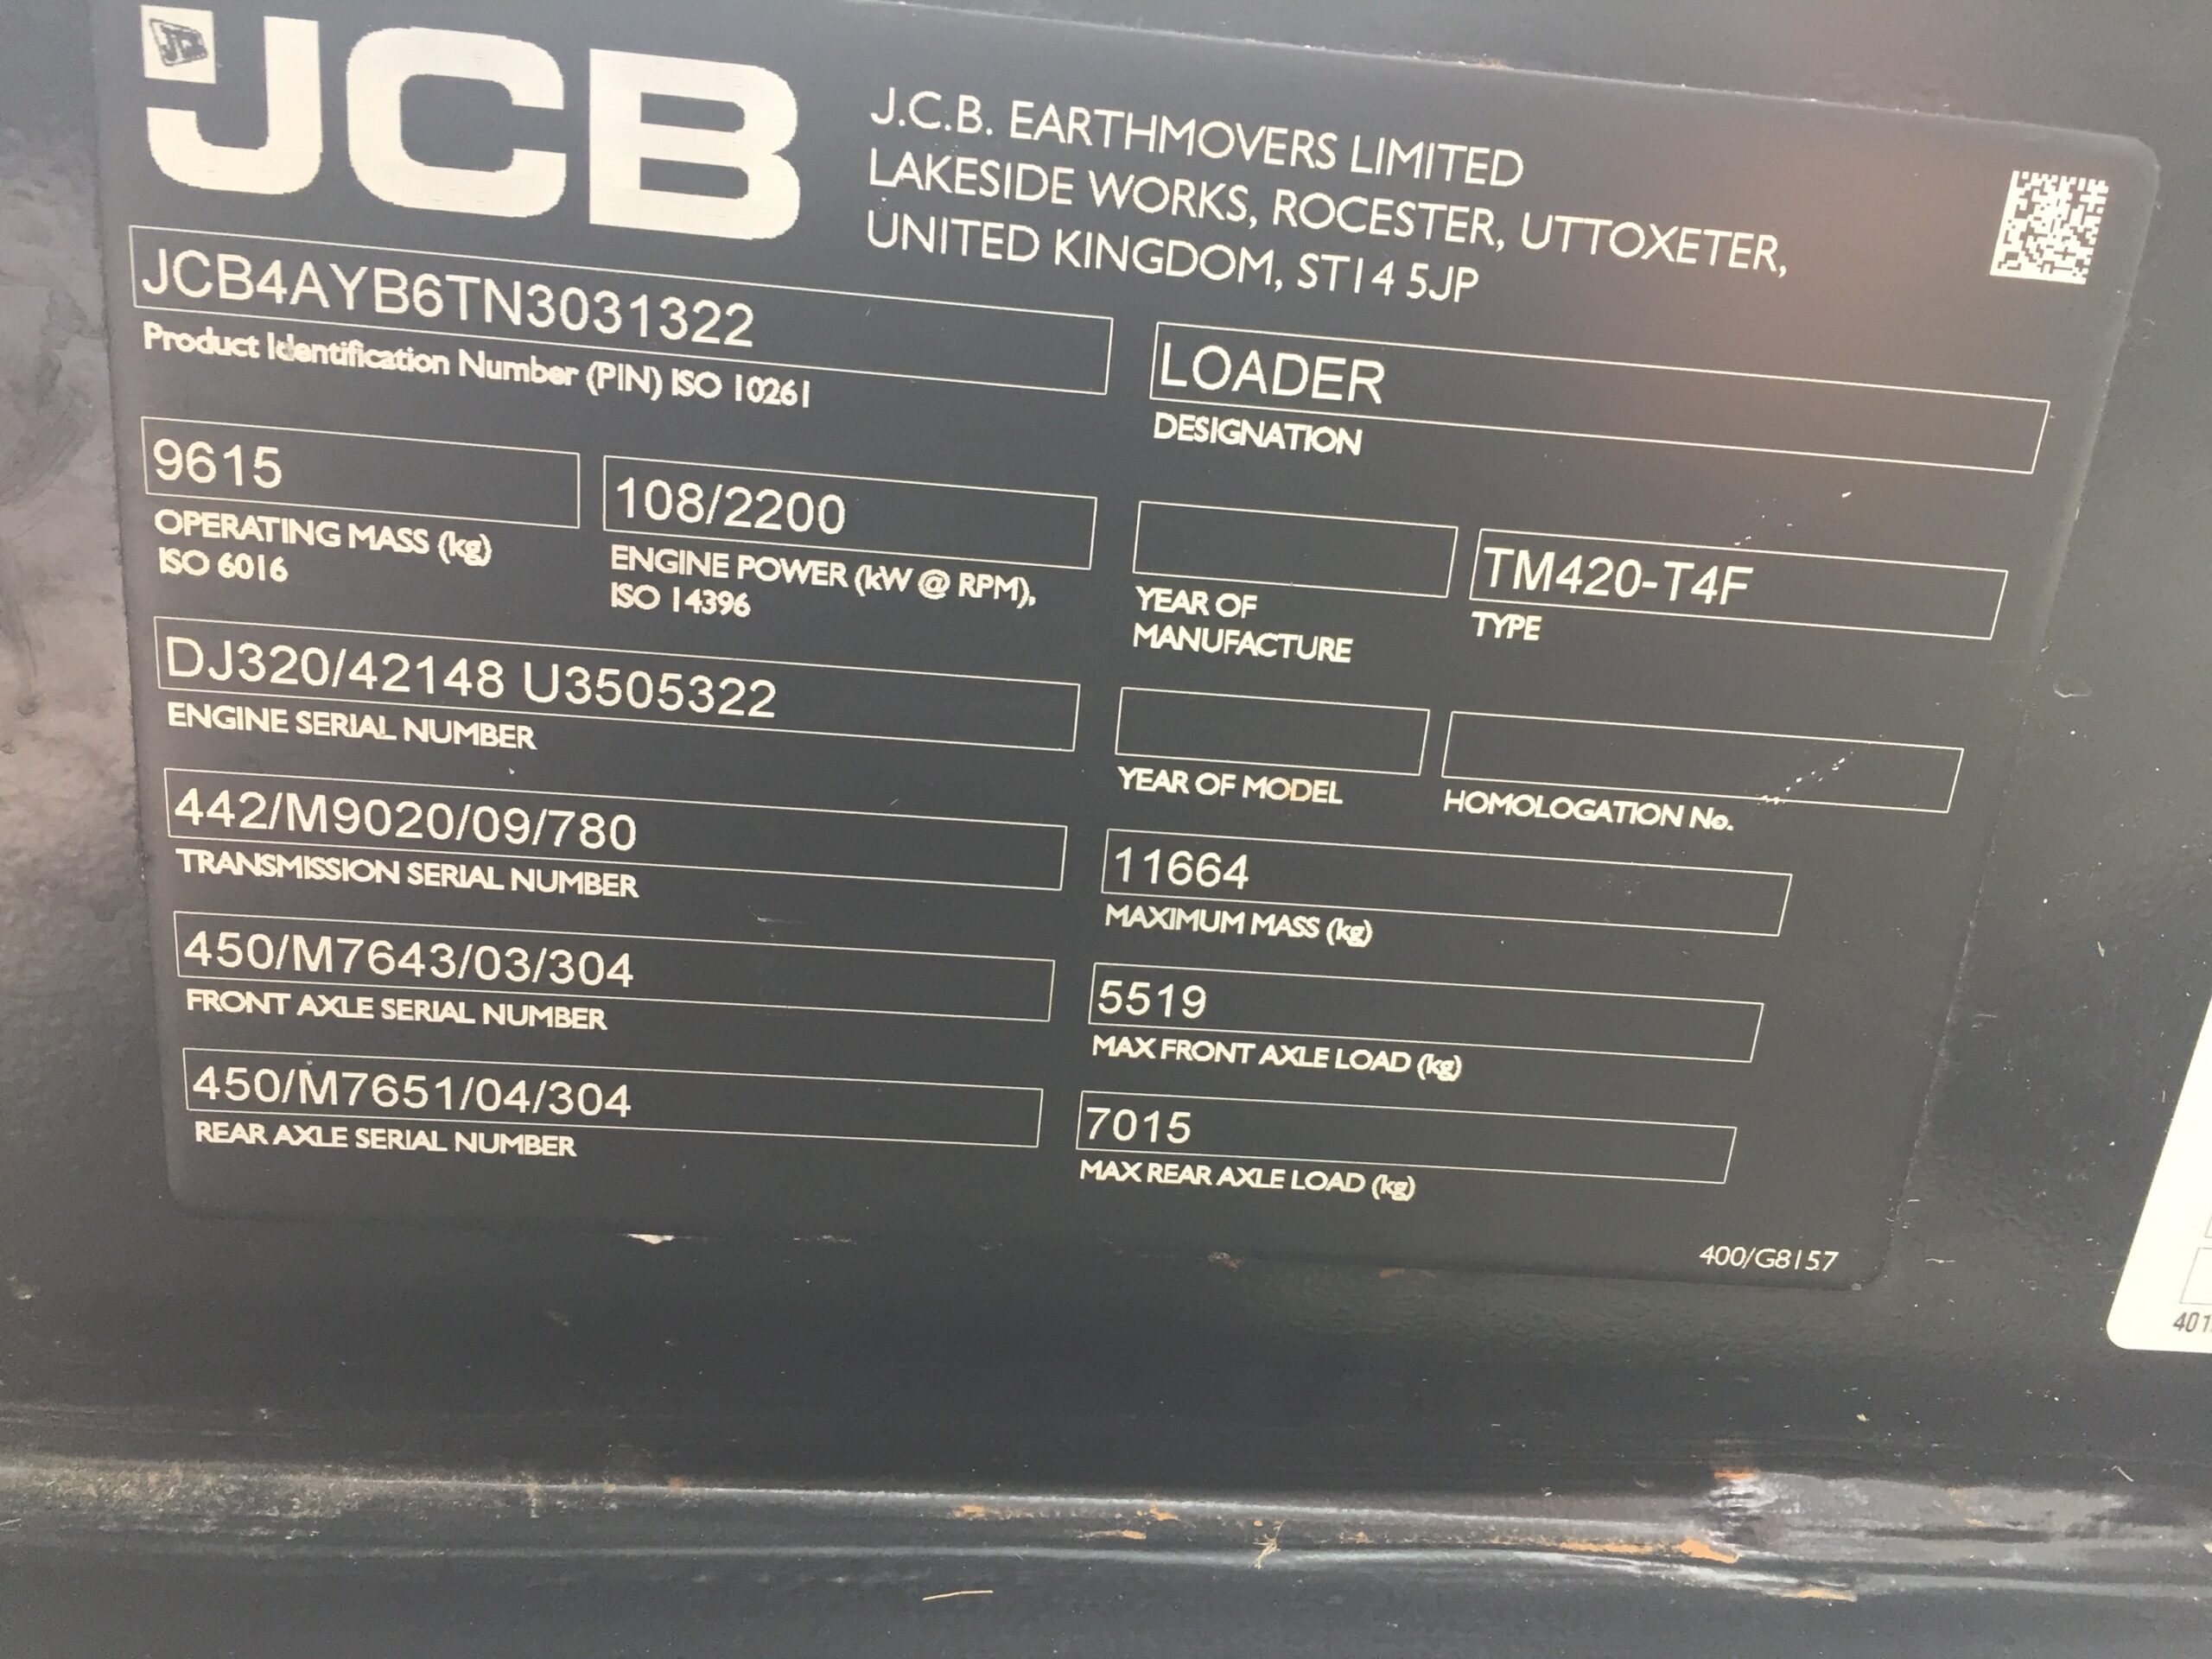 JCB
JCB
J.C.B. EARTHMOVERS LIMITED
LAKESIDE WORKS, ROCESTER, UTTOXETER,
UNITED KINGDOM, ST14 5JP
JCB4AYB6TN3031322
Product Identification Number (PIN) ISO 10261
LOADER
DESIGNATION
9615
OPERATING MASS (kg)
ISO 6016
108/2200
ENGINE POWER (kW @ RPM),
ISO 14396
YEAR OF
MANUFACTURE
TM420-T4F
TYPE
DJ320/42148 U3505322
ENGINE SERIAL NUMBER
YEAR OF MODEL
HOMOLOGATION No.
442/M9020/09/780
TRANSMISSION SERIAL NUMBER
11664
MAXIMUM MASS (kg)
450/M7643/03/304
FRONT AXLE SERIAL NUMBER
5519
MAX FRONT AXLE LOAD (kg)
450/M7651/04/304
REAR AXLE SERIAL NUMBER
7015
MAX REAR AXLE LOAD (kg)
400/G8157